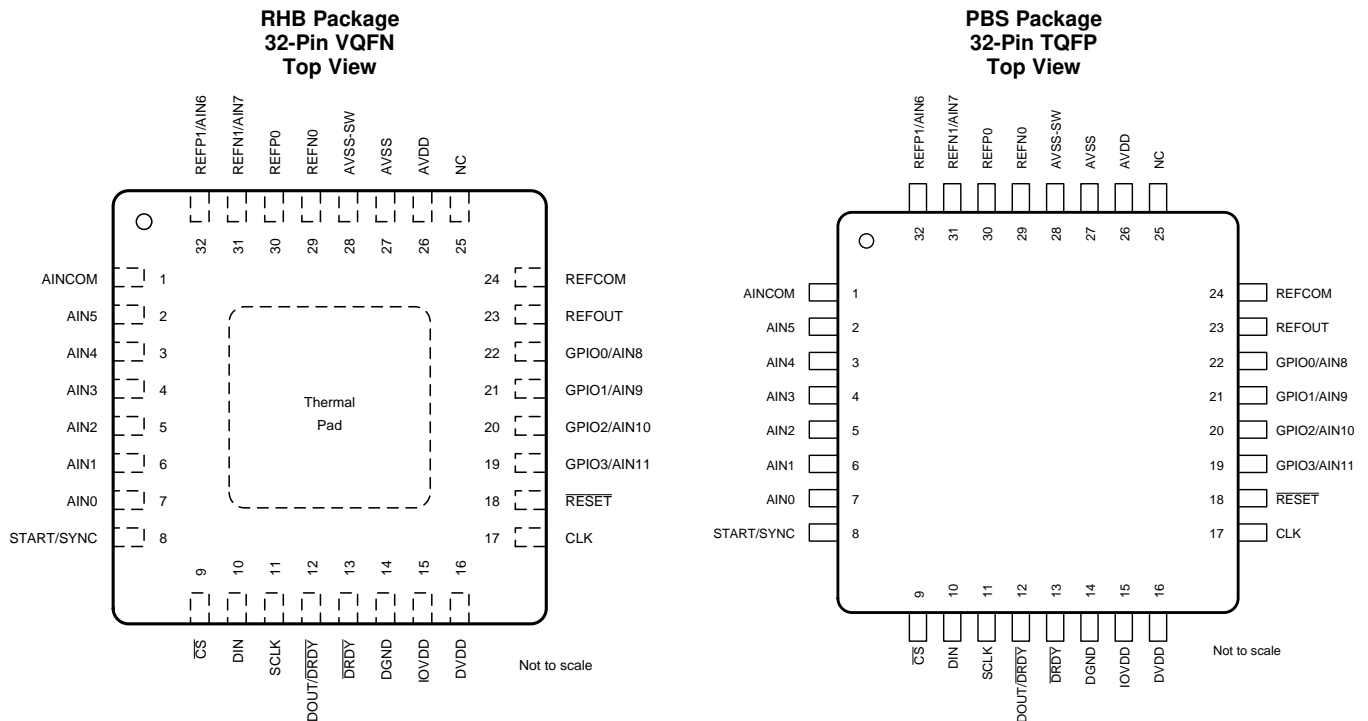 RHB Package
32-Pin VQFN
Top View
REFP1/AIN6
REFN1/AIN7
REFP0
REFN0
AVSS-SW
AVSS
AVDD
NC
32
31
30
29
28
27
26
25
AINCOM 1
AIN5 2
AIN4 3
AIN3 4
AIN2 5
AIN1 6
AIN0 7
START/SYNC 8
Thermal
Pad
24 REFCOM
23 REFOUT
22 GPIO0/AIN8
21 GPIO1/AIN9
20 GPIO2/AIN10
19 GPIO3/AIN11
18 RESET
17 CLK
9
10
11
12
13
14
15
16
CS
DIN
SCLK
DOUT/DRDY
DRDY
DGND
IOVDD
DVDD
Not to scale
PBS Package
32-Pin TQFP
Top View
REFP1/AIN6
REFN1/AIN7
REFP0
REFN0
AVSS-SW
AVSS
AVDD
NC
32
31
30
29
28
27
26
25
AINCOM 1
AIN5 2
AIN4 3
AIN3 4
AIN2 5
AIN1 6
AIN0 7
START/SYNC 8
24 REFCOM
23 REFOUT
22 GPIO0/AIN8
21 GPIO1/AIN9
20 GPIO2/AIN10
19 GPIO3/AIN11
18 RESET
17 CLK
9
10
11
12
13
14
15
16
CS
DIN
SCLK
DOUT/DRDY
DRDY
DGND
IOVDD
DVDD
Not to scale